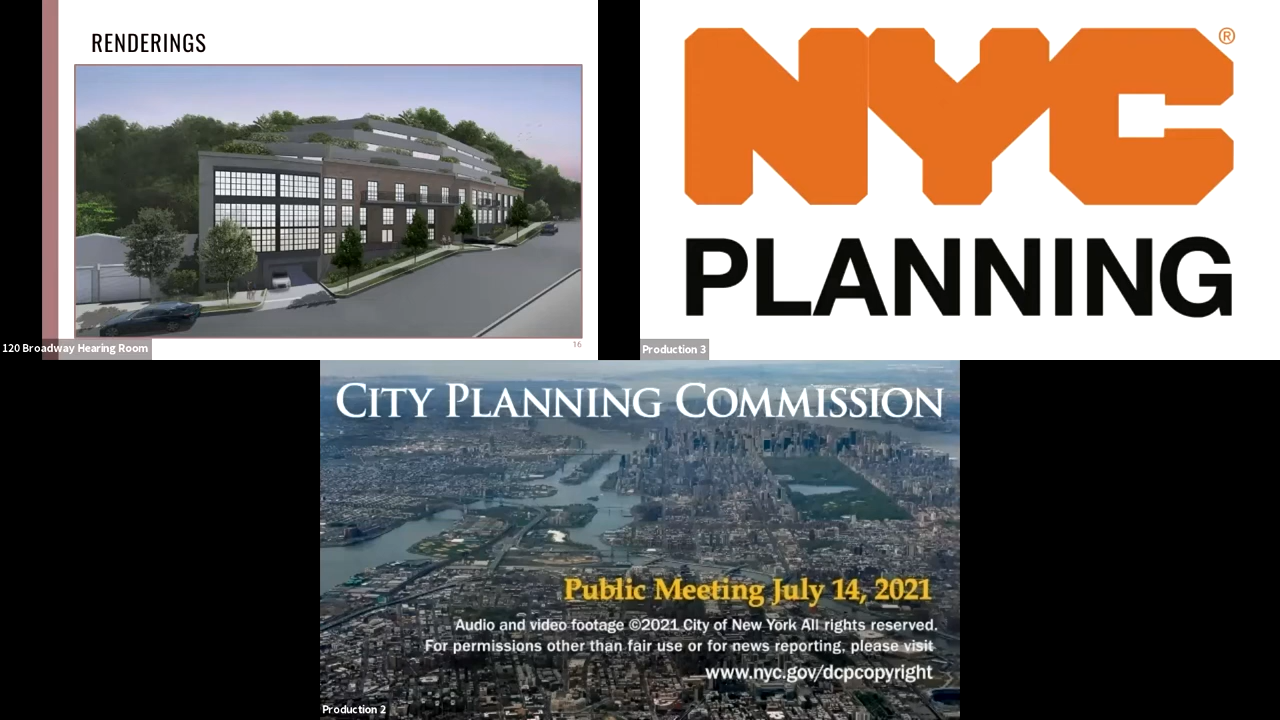 RENDERINGS
16
120 Broadway Hearing Room
NYC®
PLANNING
Production 3
CITY PLANNING COMMISSION
Public Meeting July 14, 2021
Audio and video footage ©2021 City of New York All rights reserved.
For permissions other than fair use or for news reporting, please visit
www.nyc.gov/dcpcopyright
Production 2